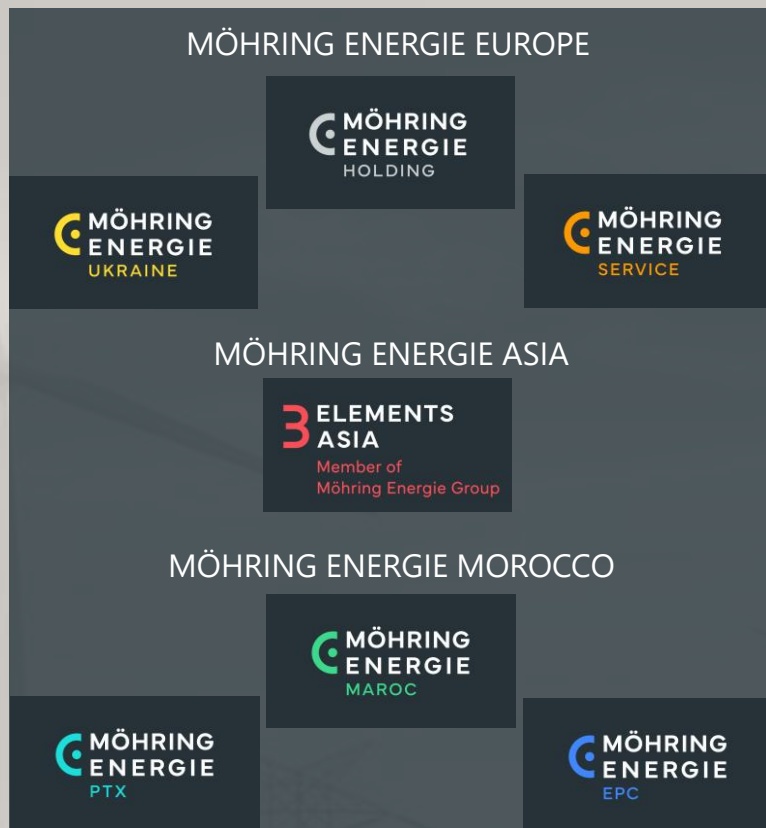 MÖHRING ENERGIE EUROPE
MÖHRING
ENERGIE
HOLDING
MÖHRING
ENERGIE
UKRAINE
MÖHRING
ENERGIE
SERVICE
MÖHRING ENERGIE ASIA
3 ELEMENTS
ASIA
Member of
Möhring Energie Group
MÖHRING ENERGIE MOROCCO
MÖHRING
ENERGIE
MAROC
MÖHRING
ENERGIE
PTX
MÖHRING
ENERGIE
EPC